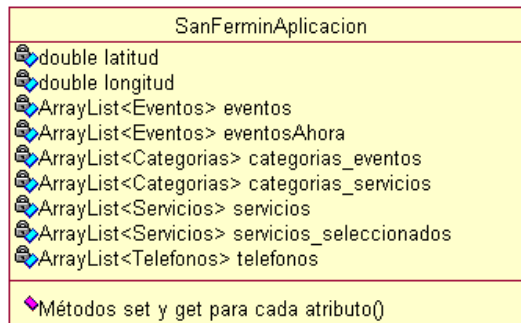 SanFerminAplicacion
double latitud
double longitud
ArrayList<Eventos> eventos
ArrayList<Eventos> eventosAhora
ArrayList<Categorias> categorias_eventos
ArrayList<Categorias> categorias_servicios
ArrayList<Servicios> servicios
ArrayList<Servicios> servicios_seleccionados
ArrayList<Telefonos> telefonos
Métodos set y get para cada atributo()